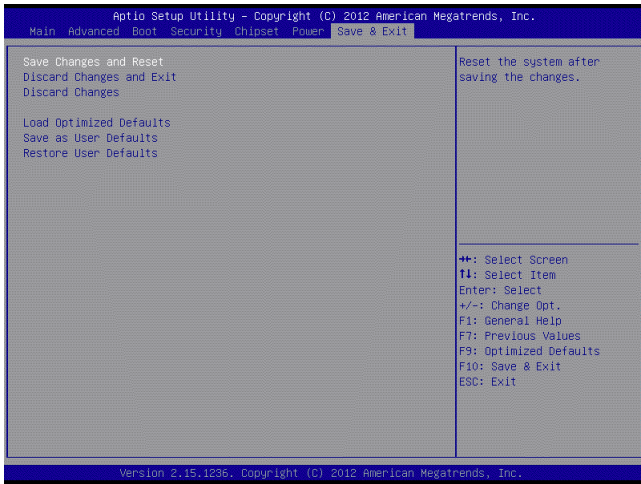 Aptio Setup Utility – Copyright (C) 2012 American Megatrends, Inc.
Main Advanced Boot Security Chipset Power Save & Exit
Save Changes and Reset
Discard Changes and Exit
Discard Changes
Load Optimized Defaults
Save as User Defaults
Restore User Defaults
Reset the system after
saving the changes.
→←: Select Screen
↑↓: Select Item
Enter: Select
+/-: Change Opt.
F1: General Help
F7: Previous Values
F9: Optimized Defaults
F10: Save & Exit
ESC: Exit
Version 2.15.1236. Copyright (C) 2012 American Megatrends, Inc.